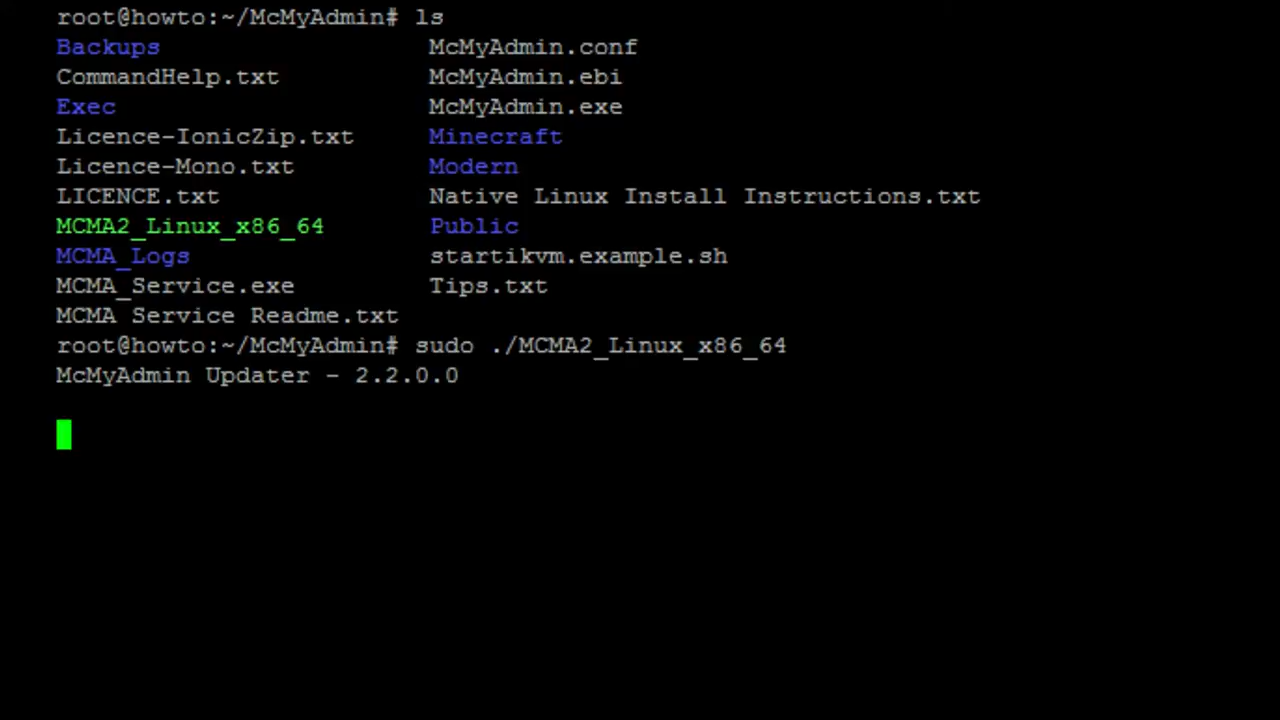 root@howto:~/McMyAdmin# ls
Backups McMyAdmin.conf
CommandHelp.txt McMyAdmin.ebi
Exec McMyAdmin.exe
Licence-IonicZip.txt Minecraft
Licence-Mono.txt Modern
LICENCE.txt Native Linux Install Instructions.txt
MCMA2_Linux_x86_64 Public
MCMA_Logs startikvm.example.sh
MCMA_Service.exe Tips.txt
MCMA Service Readme.txt
root@howto:~/McMyAdmin# sudo ./MCMA2_Linux_x86_64
McMyAdmin Updater - 2.2.0.0